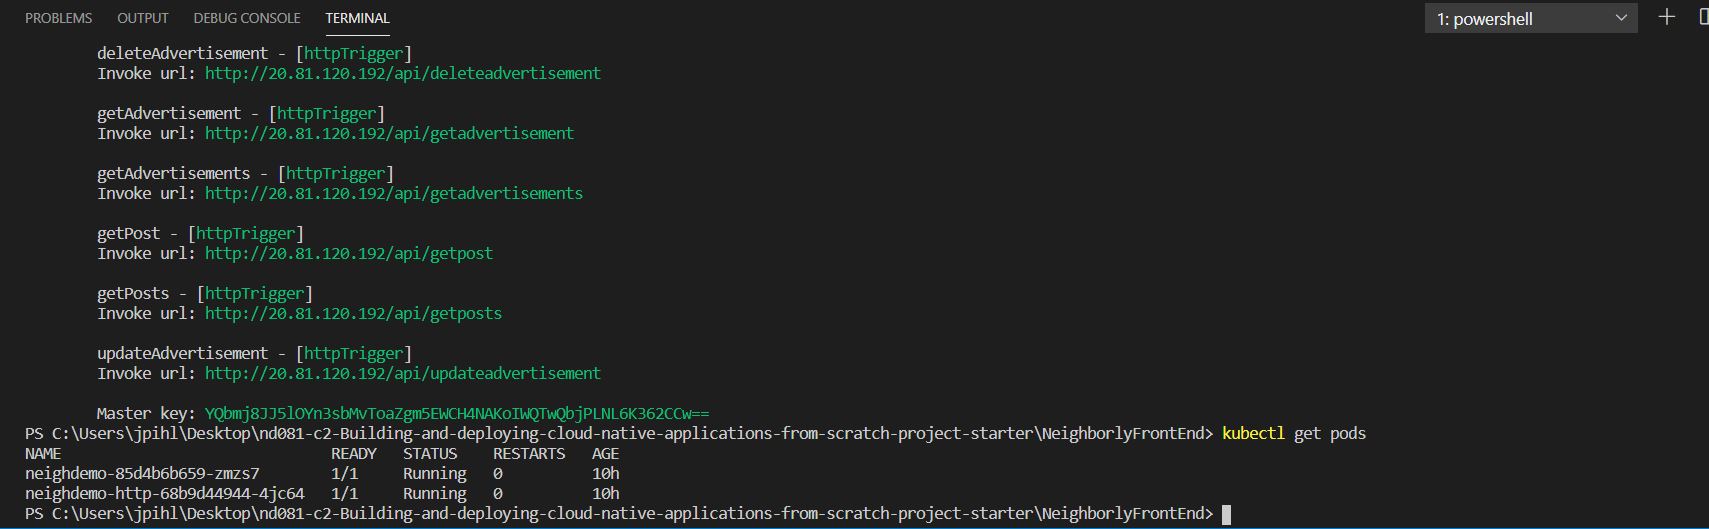 PROBLEMS OUTPUT DEBUG CONSOLE TERMINAL 1: powershell
deleteAdvertisement - [httpTrigger]
Invoke url: http://20.81.120.192/api/deleteadvertisement
getAdvertisement - [httpTrigger]
Invoke url: http://20.81.120.192/api/getadvertisement
getAdvertisements - [httpTrigger]
Invoke url: http://20.81.120.192/api/getadvertisements
getPost - [httpTrigger]
Invoke url: http://20.81.120.192/api/getpost
getPosts - [httpTrigger]
Invoke url: http://20.81.120.192/api/getposts
updateAdvertisement - [httpTrigger]
Invoke url: http://20.81.120.192/api/updateadvertisement
Master key: YQbmj8JJ5lOYn3sbMvToaZgm5EWCH4NAKoIWQTwQbjPLNL6K362CCw==
PS C:\Users\jpihl\Desktop\nd081-c2-Building-and-deploying-cloud-native-applications-from-scratch-project-starter\NeighborlyFrontEnd> kubectl get pods
NAME READY STATUS RESTARTS AGE
neighdemo-85d4b6b659-zmzs7 1/1 Running 0 10h
neighdemo-http-68b9d44944-4jc64 1/1 Running 0 10h
PS C:\Users\jpihl\Desktop\nd081-c2-Building-and-deploying-cloud-native-applications-from-scratch-project-starter\NeighborlyFrontEnd>